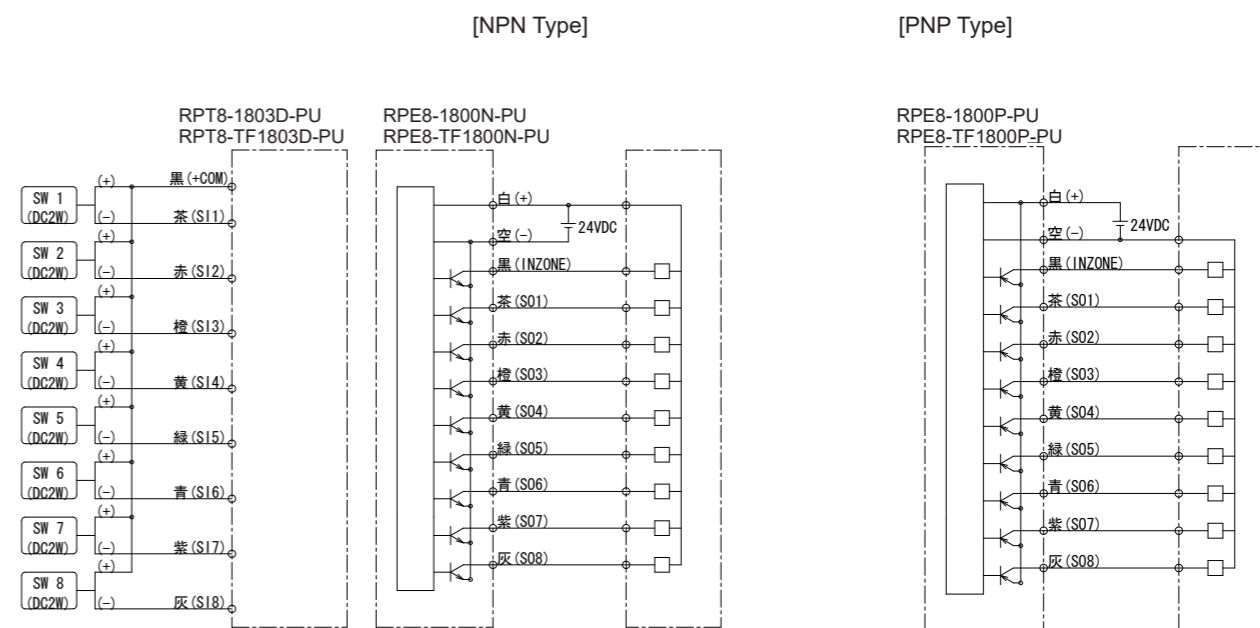 [NPN Type]
[PNP Type]
RPT8-1803D-PU
RPT8-TF1803D-PU
RPE8-1800N-PU
RPE8-TF1800N-PU
RPE8-1800P-PU
RPE8-TF1800P-PU
SW 1
(DC2W)
(+)
(-)
黒(+COM)
茶(SI1)
SW 2
(DC2W)
(+)
(-)
赤(SI2)
SW 3
(DC2W)
(+)
(-)
橙(SI3)
SW 4
(DC2W)
(+)
(-)
黄(SI4)
SW 5
(DC2W)
(+)
(-)
緑(SI5)
SW 6
(DC2W)
(+)
(-)
青(SI6)
SW 7
(DC2W)
(+)
(-)
紫(SI7)
SW 8
(DC2W)
(+)
(-)
灰(SI8)
白(+)
24VDC
空(-)
黒(INZONE)
茶(SO1)
赤(SO2)
橙(SO3)
黄(SO4)
緑(SO5)
青(SO6)
紫(SO7)
灰(SO8)
白(+)
24VDC
空(-)
黒(INZONE)
茶(SO1)
赤(SO2)
橙(SO3)
黄(SO4)
緑(SO5)
青(SO6)
紫(SO7)
灰(SO8)